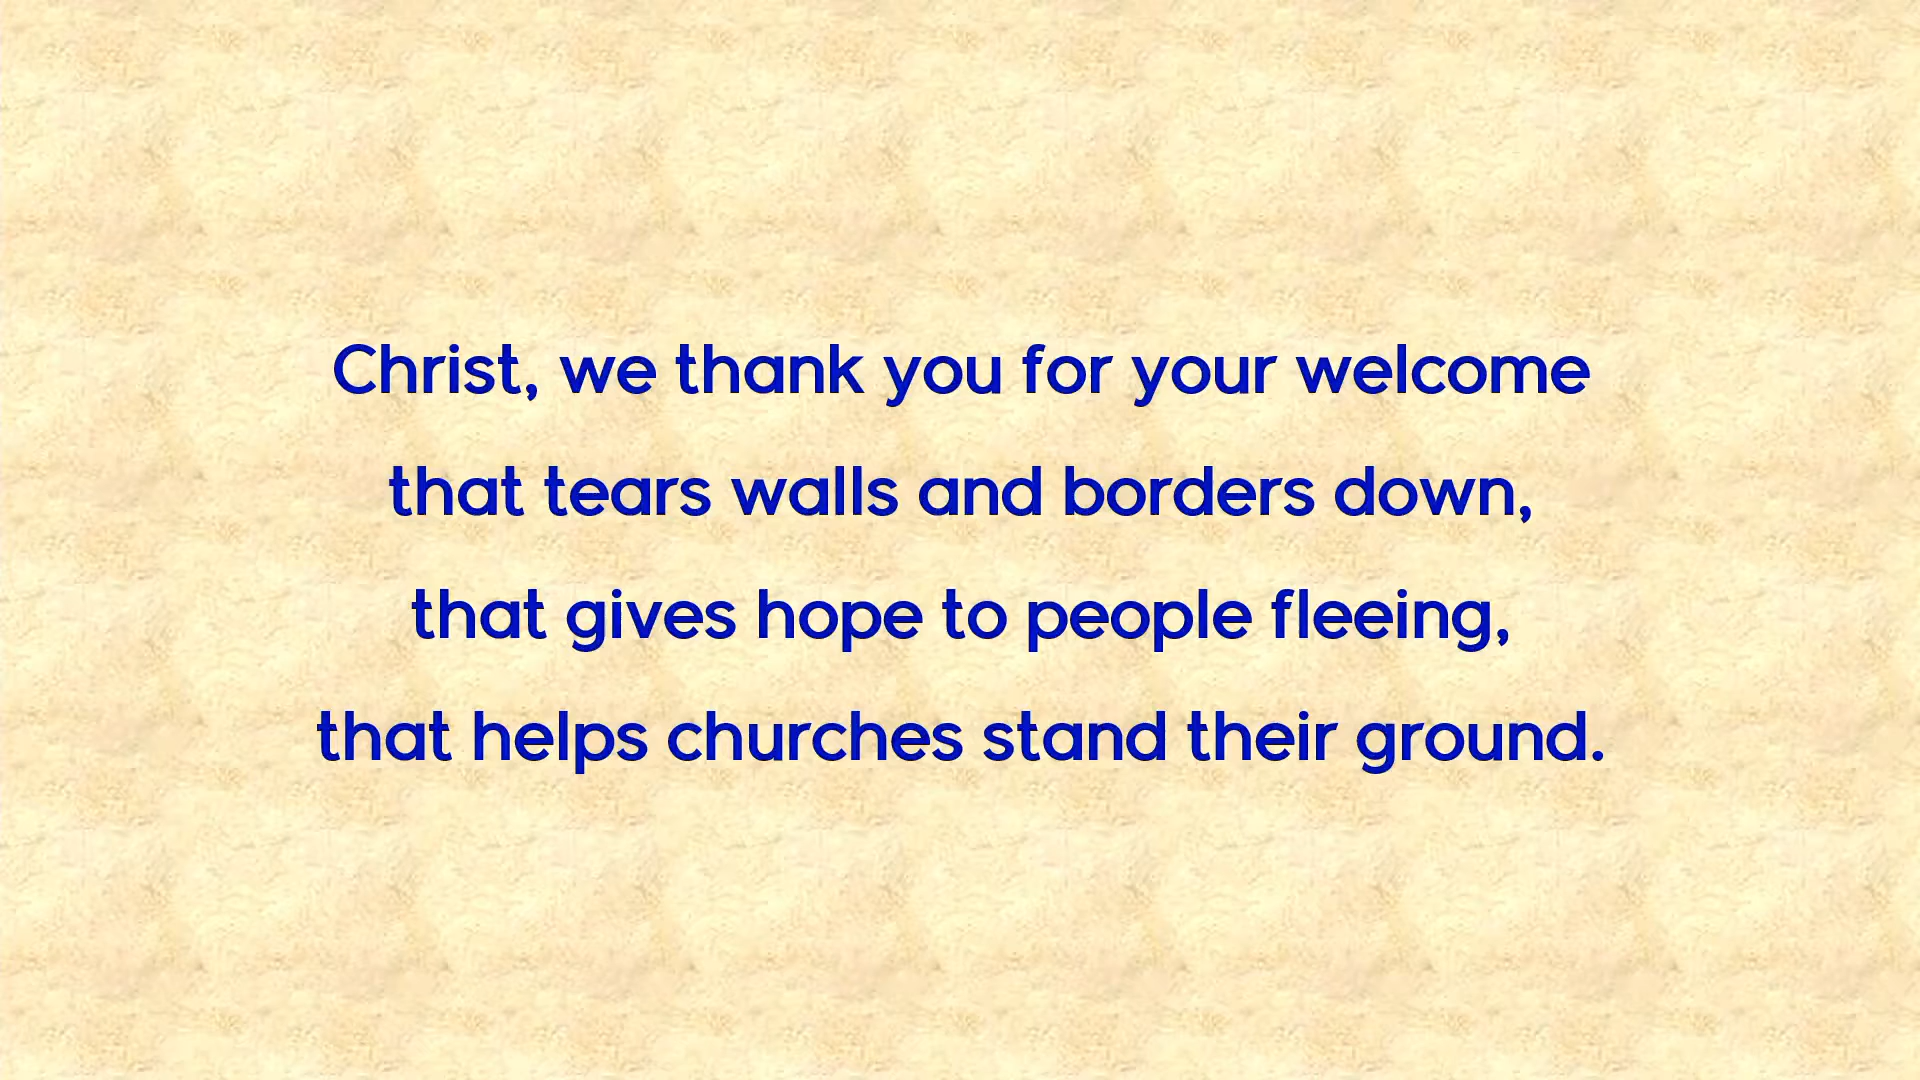 Christ, we thank you for your welcome
that tears walls and borders down,
that gives hope to people fleeing,
that helps churches stand their ground.